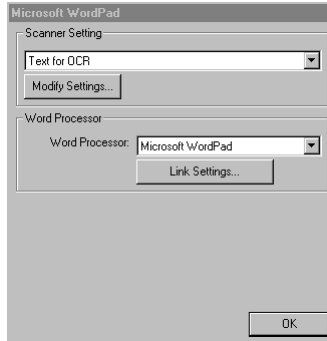 Microsoft WordPad
Scanner Setting
Text for OCR
Modify Settings...
Word Processor
Word Processor: Microsoft WordPad
Link Settings...
OK